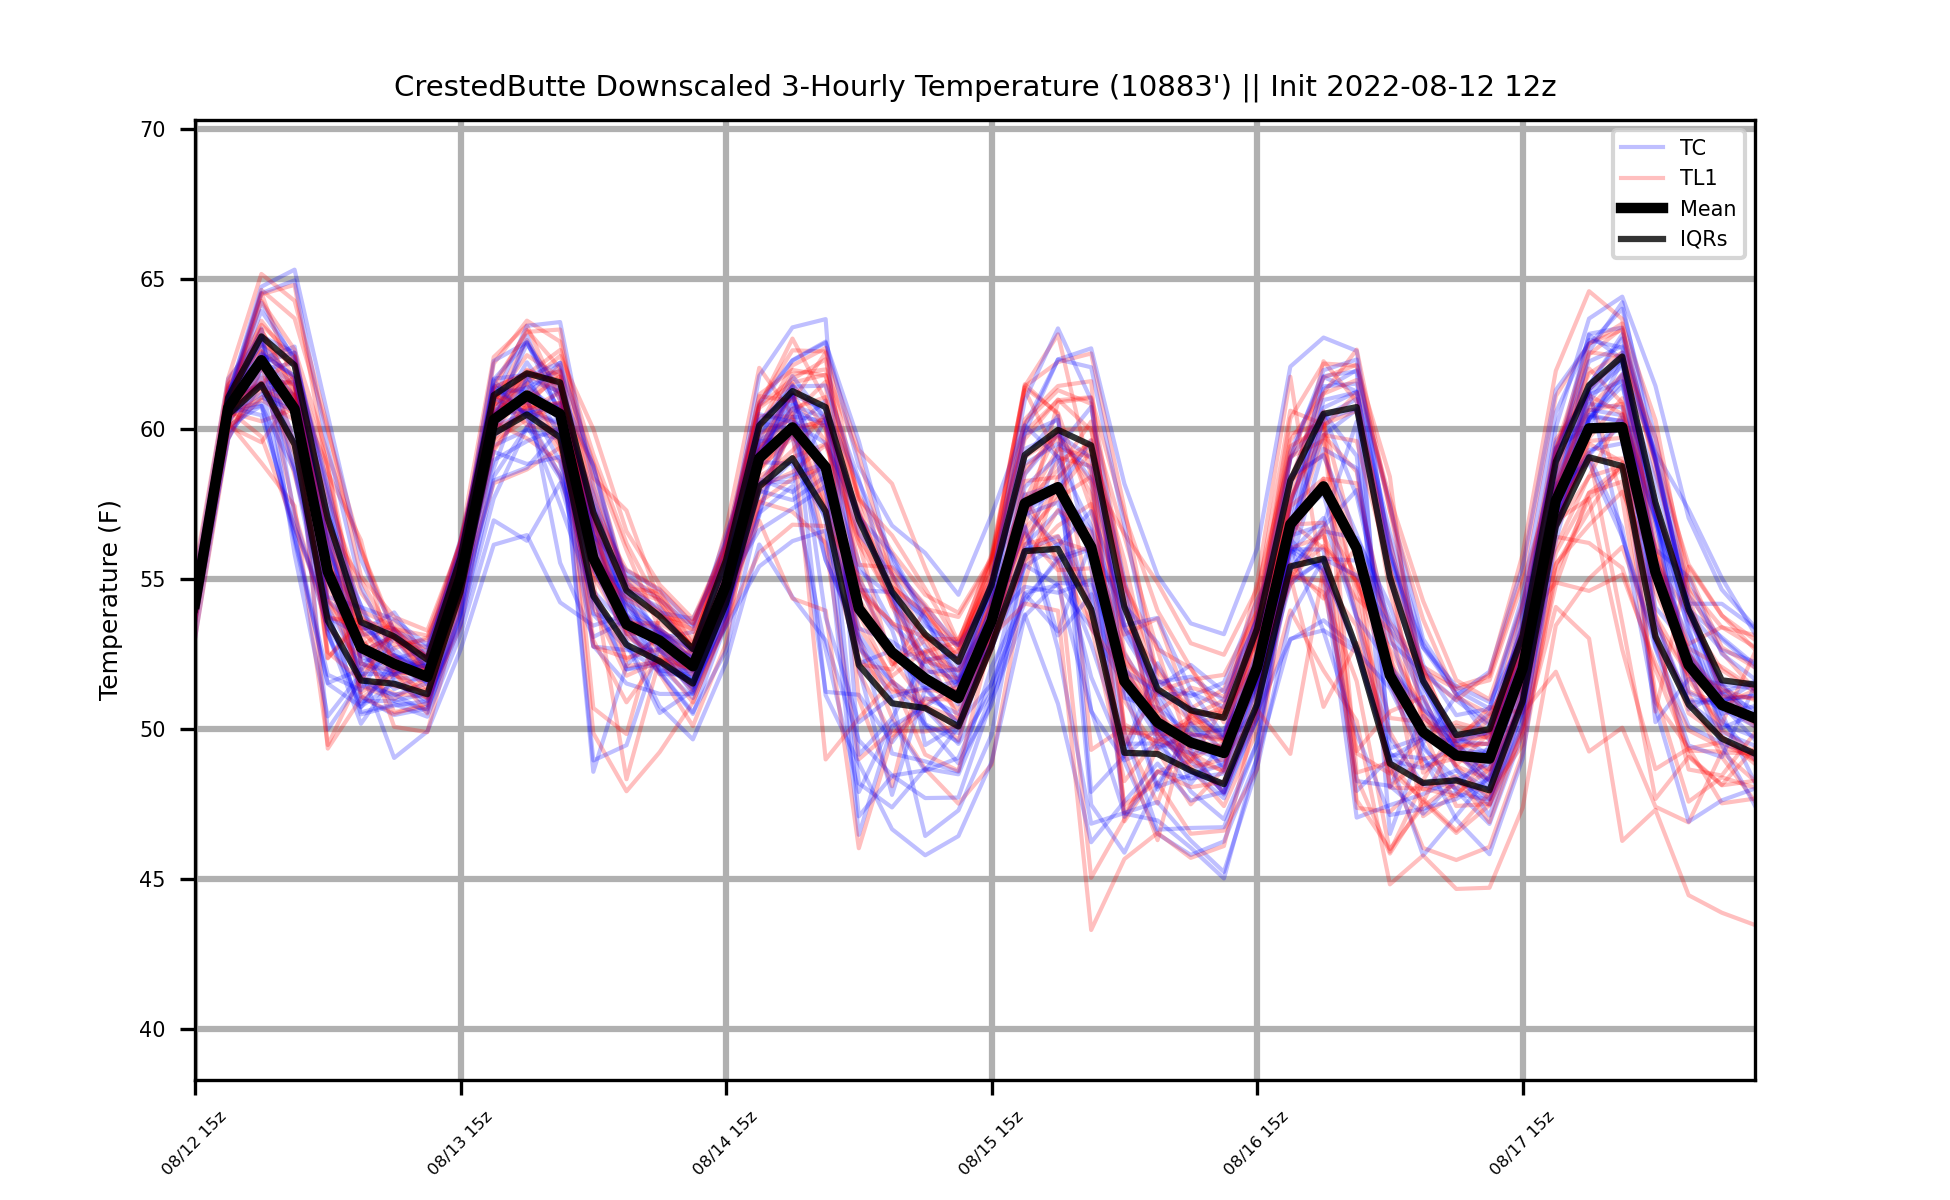 CrestedButte Downscaled 3-Hourly Temperature (10883') || Init 2022-08-12 12z
70
65
60
55
50
45
40
Temperature (F)
TC
TL1
Mean
IQRs
08/12 15z
08/13 15z
08/14 15z
08/15 15z
08/16 15z
08/17 15z